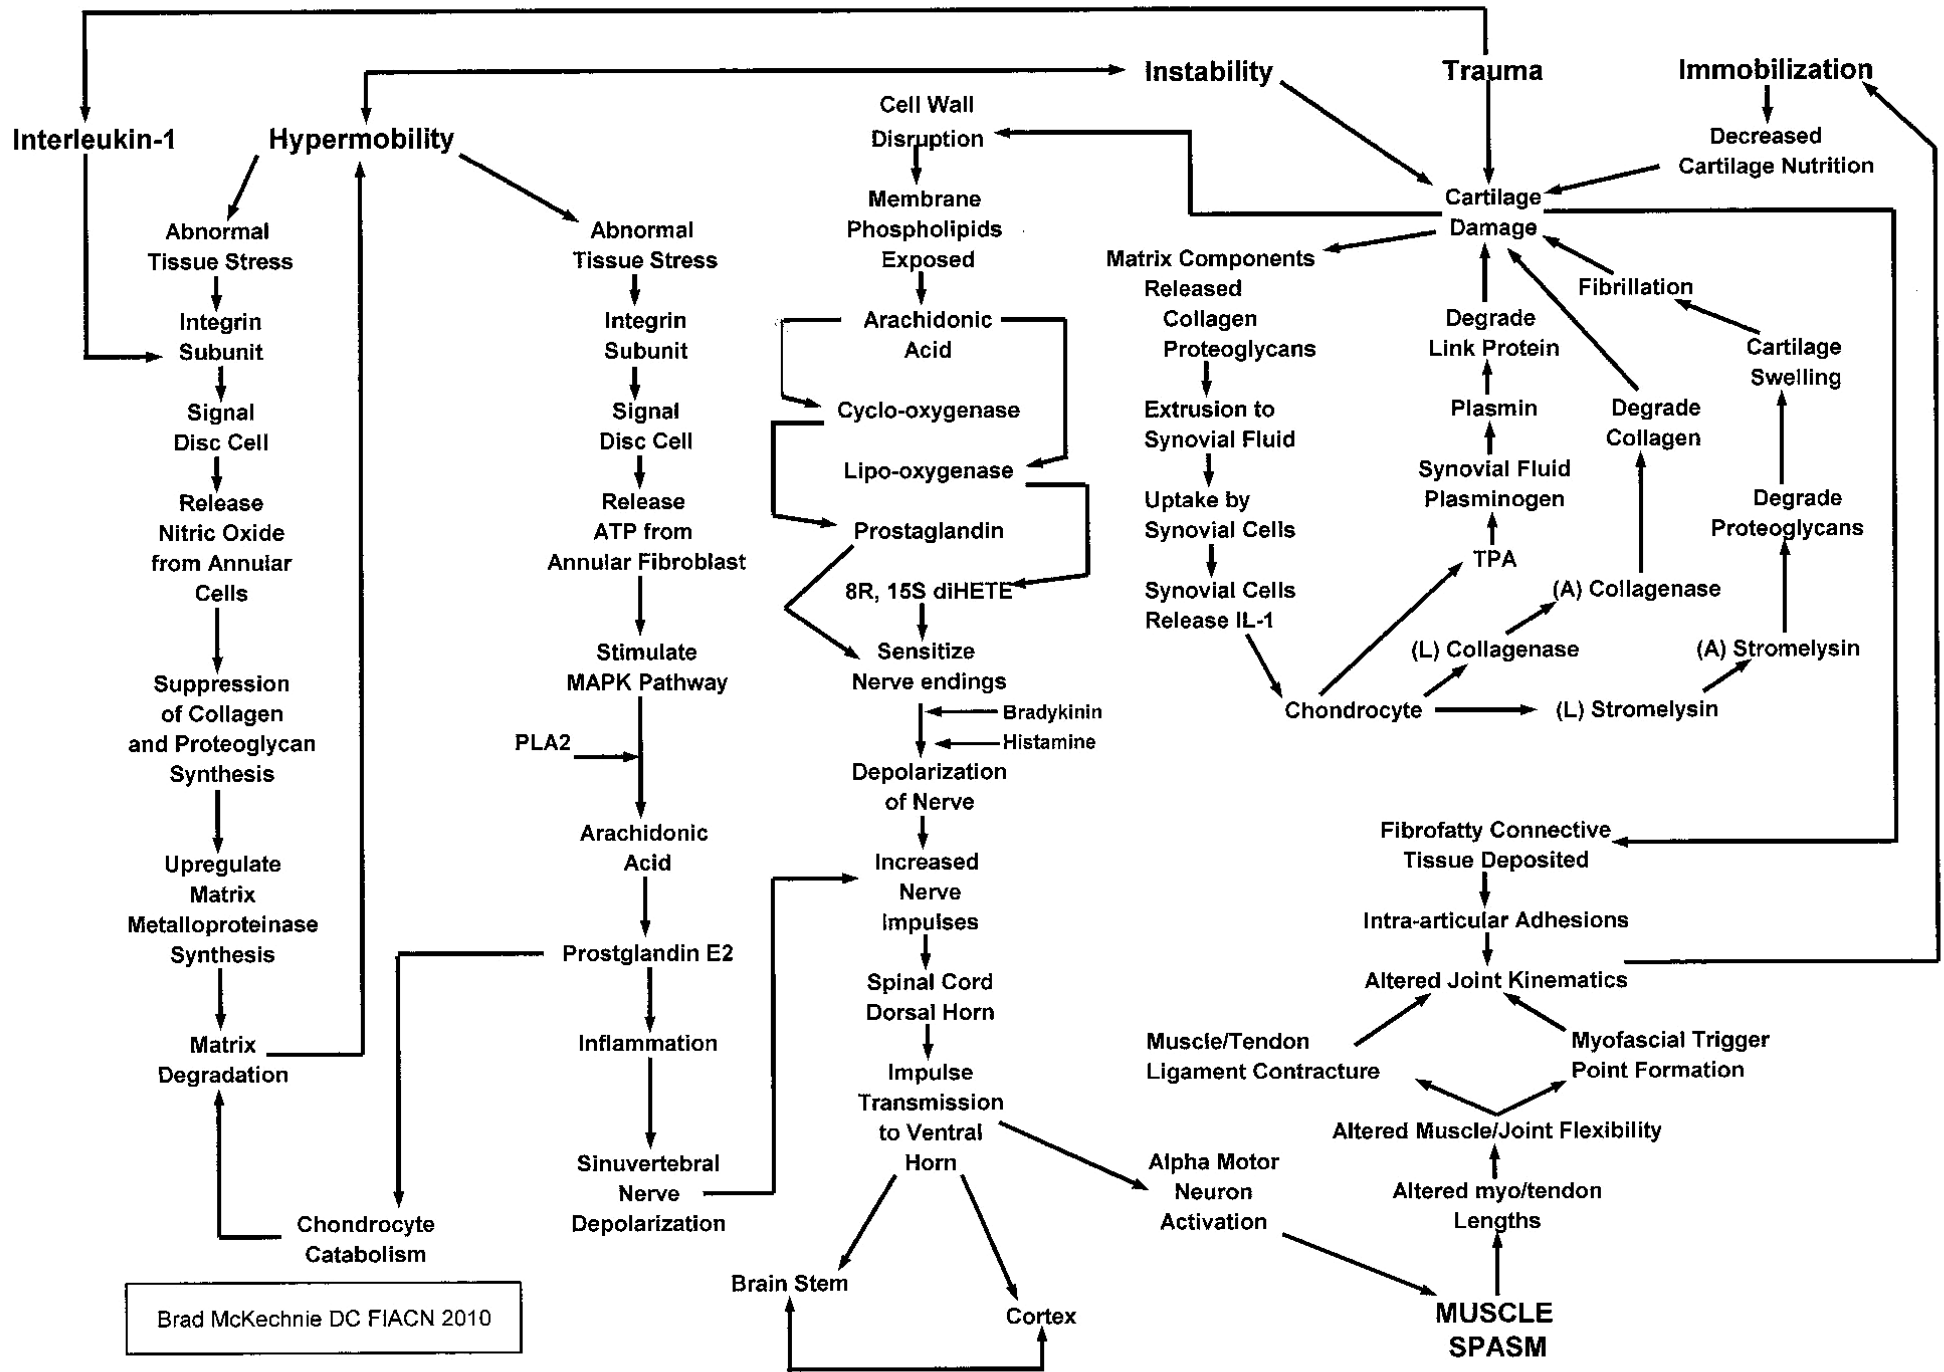 Instability
Trauma
Immobilization
Interleukin-1
Hypermobility
Cell Wall
Disruption
Decreased
Cartilage Nutrition
Abnormal
Tissue Stress
Integrin
Subunit
Signal
Disc Cell
Release
Nitric Oxide
from Annular
Cells
Suppression
of Collagen
and Proteoglycan
Synthesis
Upregulate
Matrix
Metalloproteinase
Synthesis
Matrix
Degradation
Chondrocyte
Catabolism
Brad McKechnie DC FIACN 2010
Abnormal
Tissue Stress
Integrin
Subunit
Signal
Disc Cell
Release
ATP from
Annular Fibroblast
Stimulate
MAPK Pathway
PLA2
Arachidonic
Acid
Prostglandin E2
Inflammation
Sinuvertebral
Nerve
Depolarization
Membrane
Phospholipids
Exposed
Arachidonic
Acid
Cyclo-oxygenase
Lipo-oxygenase
Prostaglandin
8R, 15S diHETE
Sensitize
Nerve endings
Bradykinin
Histamine
Depolarization
of Nerve
Increased
Nerve
Impulses
Spinal Cord
Dorsal Horn
Impulse
Transmission
to Ventral
Horn
Brain Stem
Cortex
Cartilage
Damage
Matrix Components
Released
Collagen
Proteoglycans
Extrusion to
Synovial Fluid
Uptake by
Synovial Cells
Synovial Cells
Release IL-1
Chondrocyte
TPA
Synovial Fluid
Plasminogen
Plasmin
Degrade
Link Protein
(L) Collagenase
(A) Collagenase
Degrade
Collagen
(L) Stromelysin
(A) Stromelysin
Degrade
Proteoglycans
Cartilage
Swelling
Fibrillation
Fibrofatty Connective
Tissue Deposited
Intra-articular Adhesions
Altered Joint Kinematics
Muscle/Tendon
Ligament Contracture
Myofascial Trigger
Point Formation
Altered Muscle/Joint Flexibility
Altered myo/tendon
Lengths
Alpha Motor
Neuron
Activation
MUSCLE
SPASM